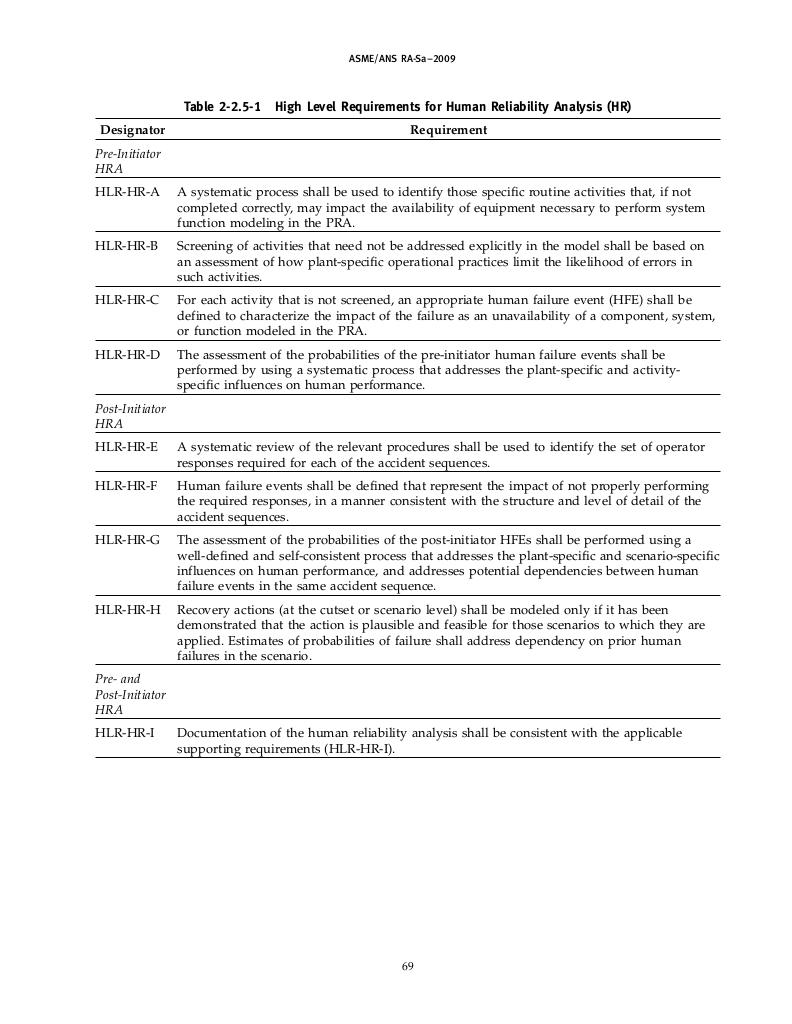 ASME/ANS RA-Sa–2009
Table 2-2.5-1 High Level Requirements for Human Reliability Analysis (HR)
Designator Requirement
Pre-Initiator
HRA
HLR-HR-A A systematic process shall be used to identify those specific routine activities that, if not
completed correctly, may impact the availability of equipment necessary to perform system
function modeling in the PRA.
HLR-HR-B Screening of activities that need not be addressed explicitly in the model shall be based on
an assessment of how plant-specific operational practices limit the likelihood of errors in
such activities.
HLR-HR-C For each activity that is not screened, an appropriate human failure event (HFE) shall be
defined to characterize the impact of the failure as an unavailability of a component, system,
or function modeled in the PRA.
HLR-HR-D The assessment of the probabilities of the pre-initiator human failure events shall be
performed by using a systematic process that addresses the plant-specific and activity-
specific influences on human performance.
Post-Initiator
HRA
HLR-HR-E A systematic review of the relevant procedures shall be used to identify the set of operator
responses required for each of the accident sequences.
HLR-HR-F Human failure events shall be defined that represent the impact of not properly performing
the required responses, in a manner consistent with the structure and level of detail of the
accident sequences.
HLR-HR-G The assessment of the probabilities of the post-initiator HFEs shall be performed using a
well-defined and self-consistent process that addresses the plant-specific and scenario-specific
influences on human performance, and addresses potential dependencies between human
failure events in the same accident sequence.
HLR-HR-H Recovery actions (at the cutset or scenario level) shall be modeled only if it has been
demonstrated that the action is plausible and feasible for those scenarios to which they are
applied. Estimates of probabilities of failure shall address dependency on prior human
failures in the scenario.
Pre- and
Post-Initiator
HRA
HLR-HR-I Documentation of the human reliability analysis shall be consistent with the applicable
supporting requirements (HLR-HR-I).
69